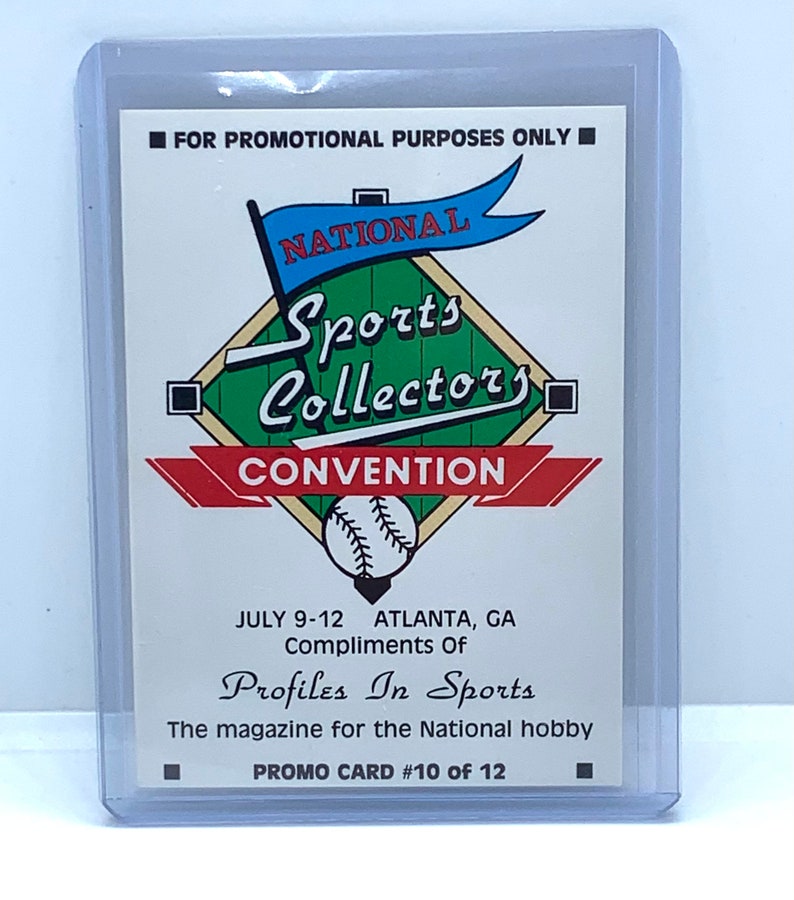 FOR PROMOTIONAL PURPOSES ONLY
NATIONAL
Sports
Collectors
CONVENTION
JULY 9-12 ATLANTA, GA
Compliments Of
Profiles In Sports
The magazine for the National hobby
PROMO CARD #10 of 12